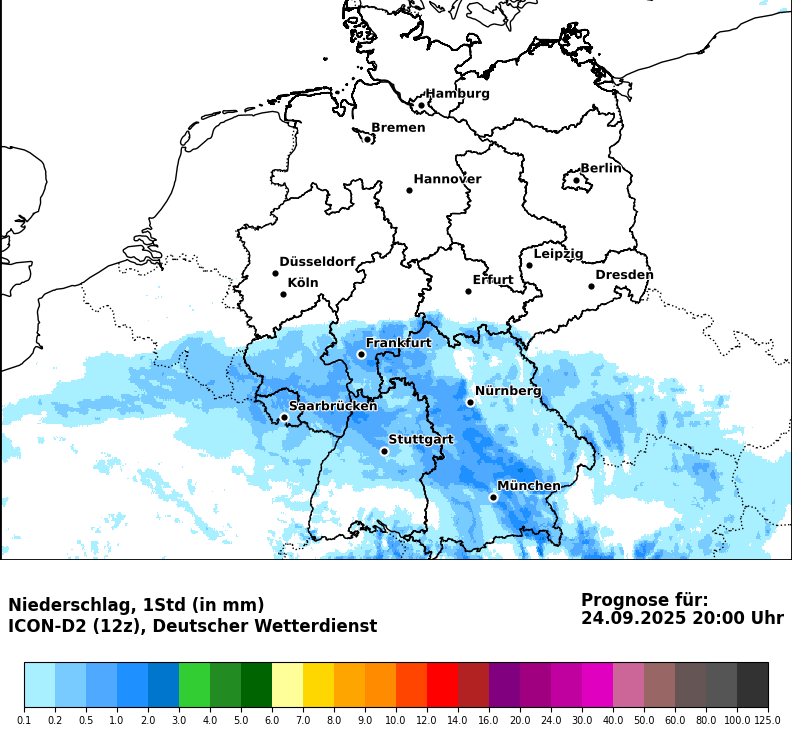 Hamburg
Bremen
Berlin
Hannover
Leipzig
Düsseldorf
Dresden
Köln
Erfurt
Frankfurt
Nürnberg
Saarbrücken
Stuttgart
München
Niederschlag, 1Std (in mm)
ICON-D2 (12z), Deutscher Wetterdienst
Prognose für:
24.09.2025 20:00 Uhr
0.1 0.2 0.5 1.0 2.0 3.0 4.0 5.0 6.0 7.0 8.0 9.0 10.0 12.0 14.0 16.0 20.0 24.0 30.0 40.0 50.0 60.0 80.0 100.0 125.0